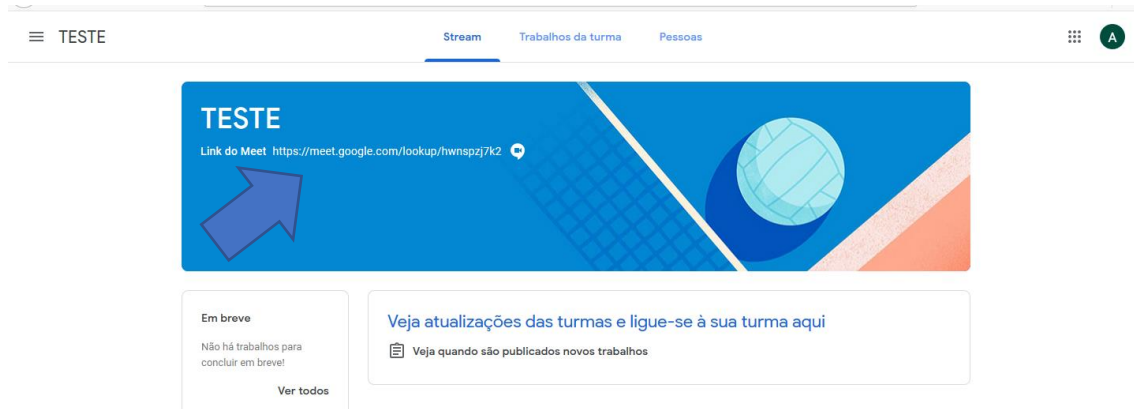 TESTE
Stream Trabalhos da turma Pessoas
A
TESTE
Link do Meet https://meet.google.com/lookup/hwnspzj7k2
Em breve
Não há trabalhos para
concluir em breve!
Ver todos
Veja atualizações das turmas e ligue-se à sua turma aqui
Veja quando são publicados novos trabalhos